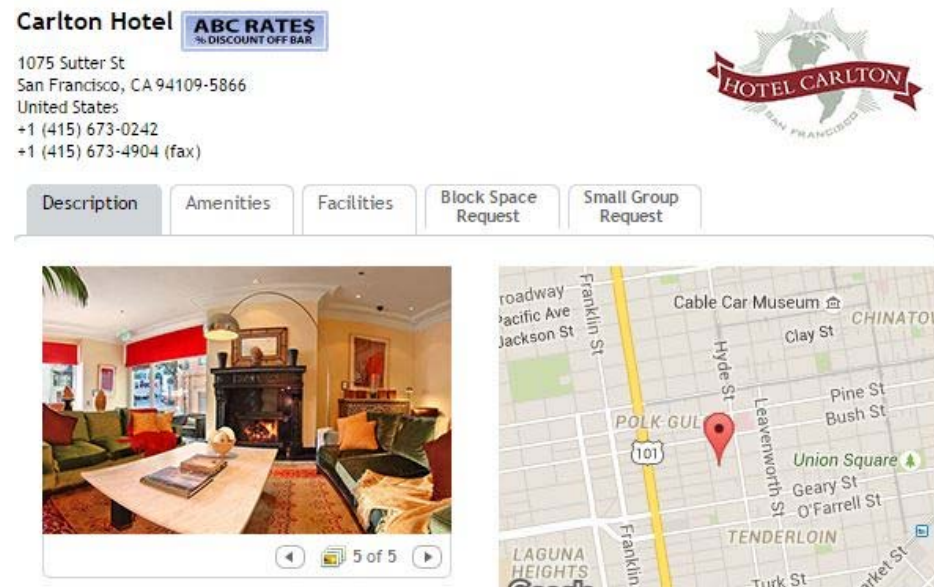 Carlton Hotel
ABC RATE$
% DISCOUNT OFF BAR
1075 Sutter St
San Francisco, CA 94109-5866
United States
+1 (415) 673-0242
+1 (415) 673-4904 (fax)
HOTEL CARLTON
SAN FRANCISCO
Description
Amenities
Facilities
Block Space
Request
Small Group
Request
roadway
Pacific Ave
Jackson St
Franklin St
Cable Car Museum
CHINATOW
Clay St
Hyde St
Pine St
Bush St
POLK GUL
Leavenworth St
101
Union Square
Geary St
O'Farrell St
TENDERLOIN
Franklin
LAGUNA
HEIGHTS
Turk St
arket St
5 of 5